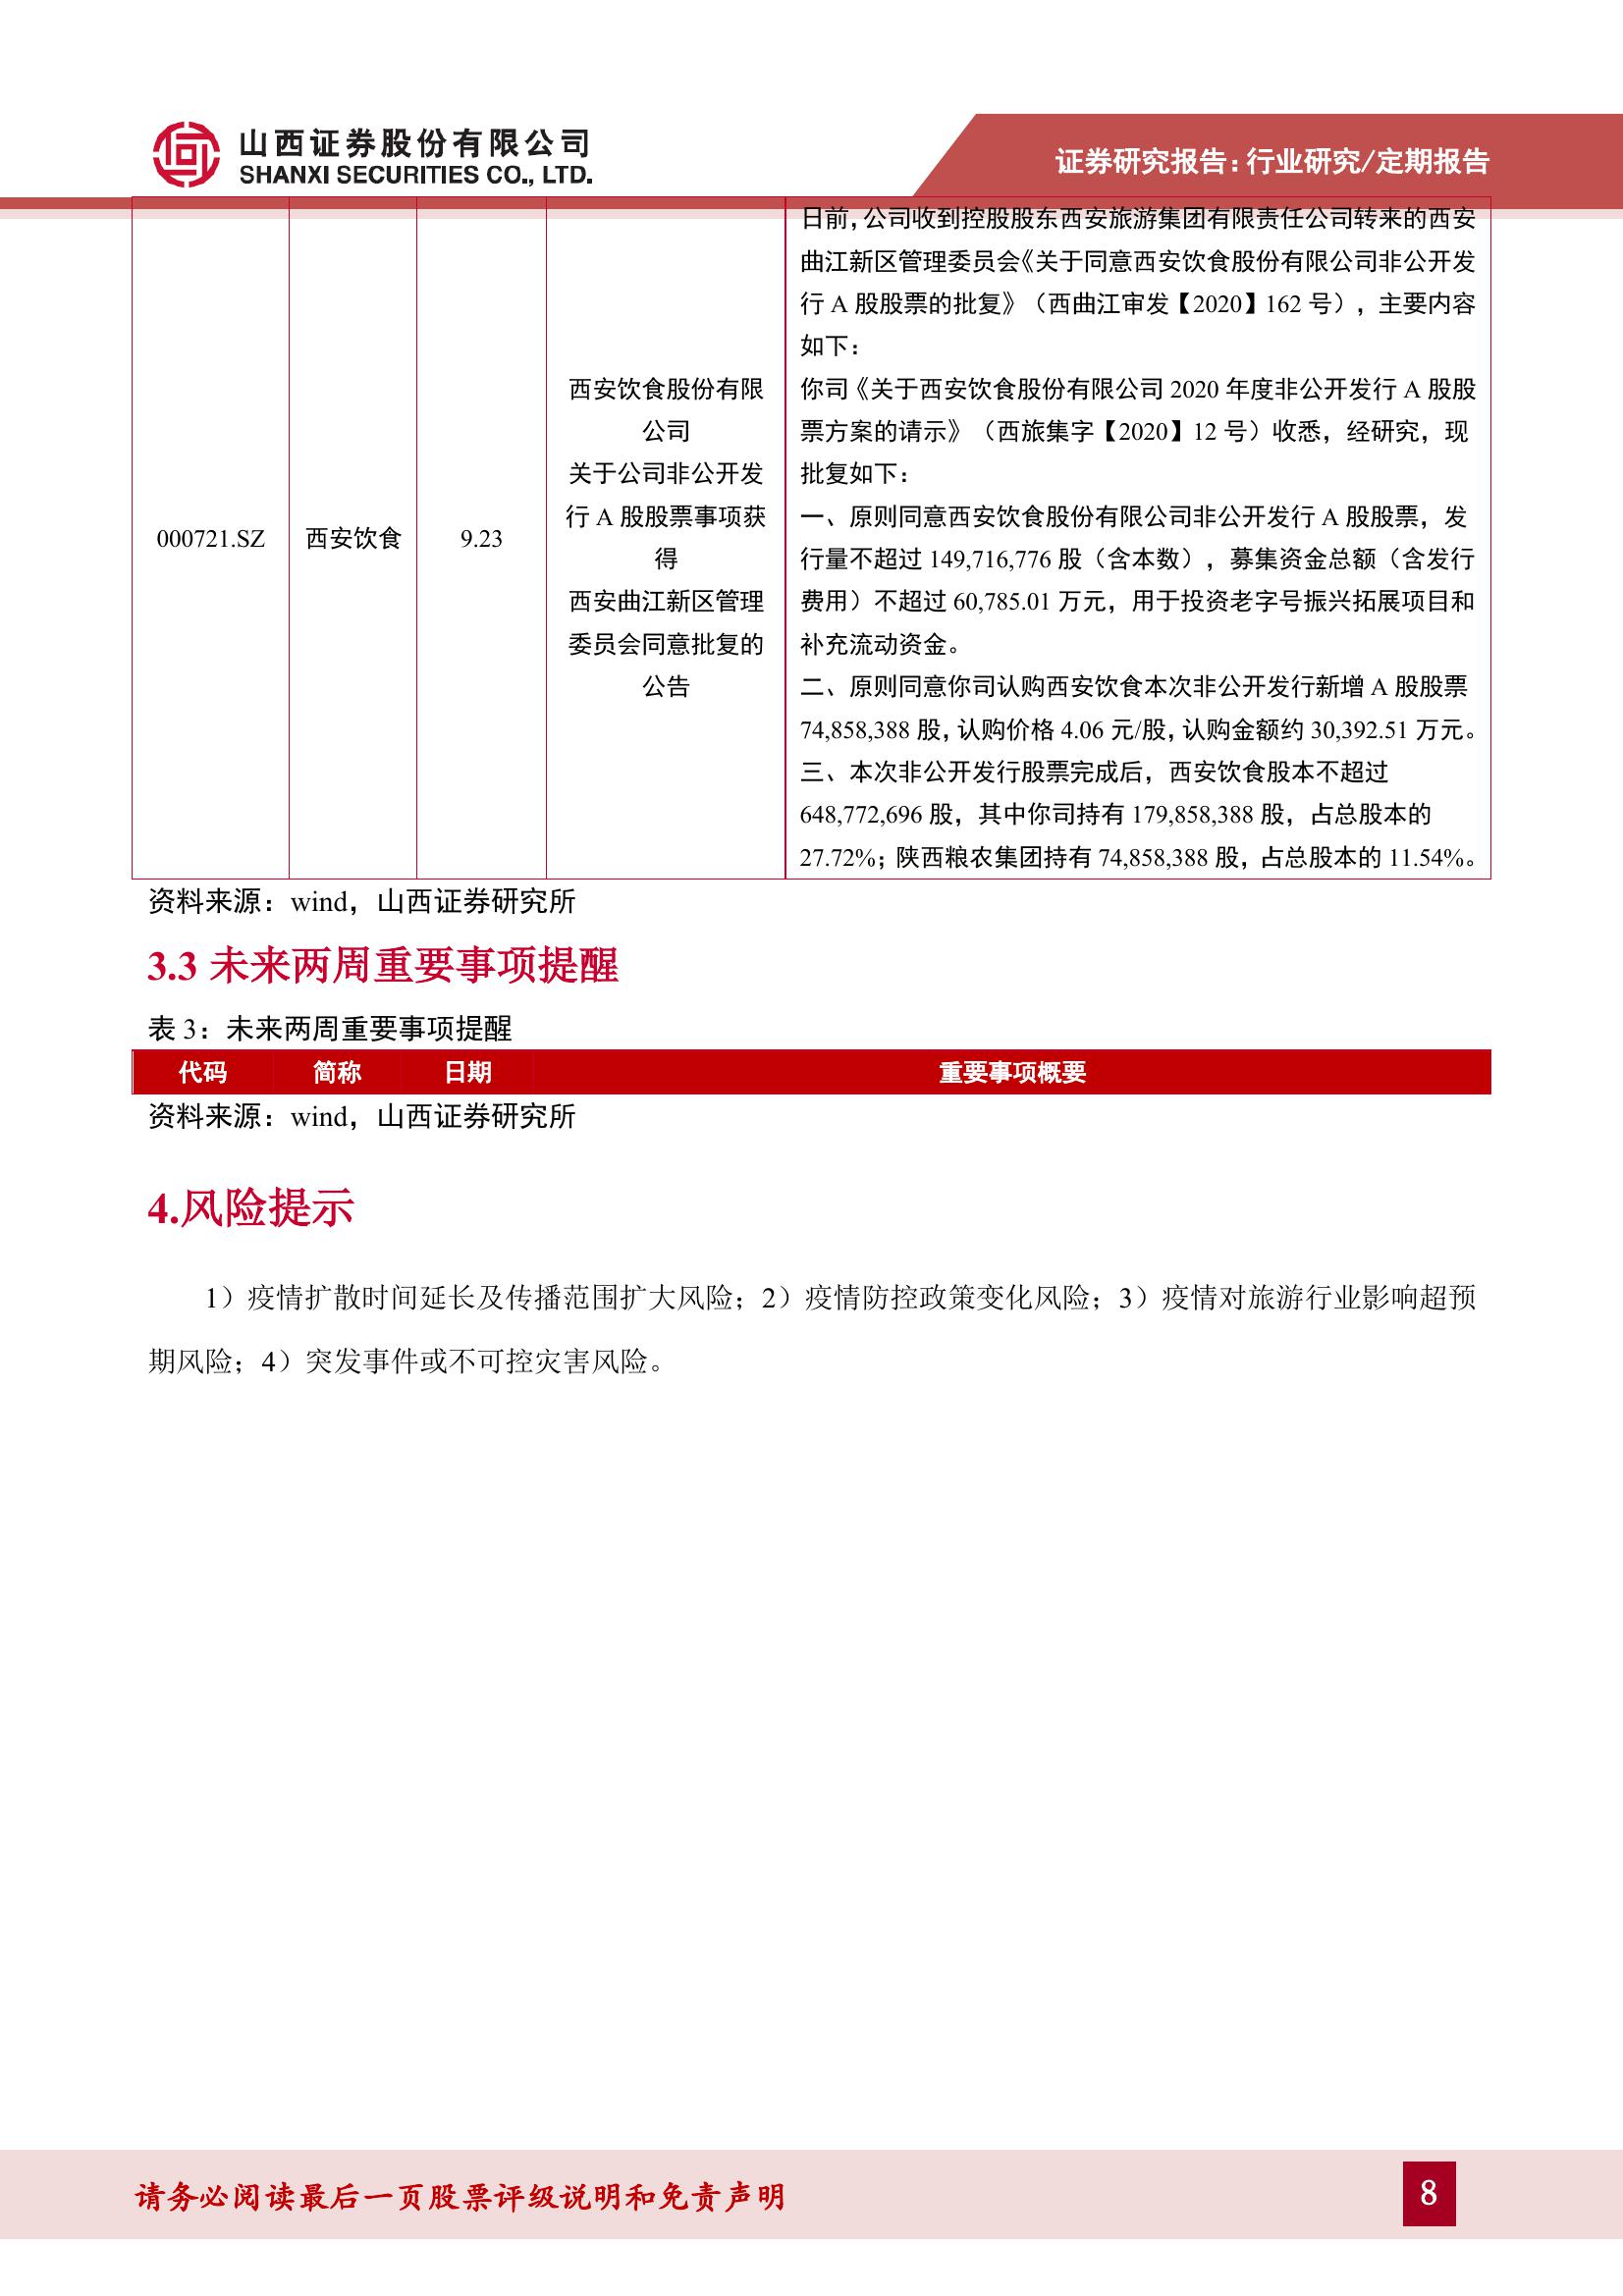 山西证券股份有限公司
SHANXI SECURITIES CO., LTD.
证券研究报告：行业研究/定期报告
000721.SZ
西安饮食
9.23
西安饮食股份有限
公司
关于公司非公开发
行 A 股股票事项获
得
西安曲江新区管理
委员会同意批复的
公告
日前，公司收到控股股东西安旅游集团有限责任公司转来的西安
曲江新区管理委员会《关于同意西安饮食股份有限公司非公开发
行 A 股股票的批复》（西曲江审发【2020】162 号），主要内容
如下：
你司《关于西安饮食股份有限公司 2020 年度非公开发行 A 股股
票方案的请示》（西旅集字【2020】12 号）收悉，经研究，现
批复如下：
一、原则同意西安饮食股份有限公司非公开发行 A 股股票，发
行量不超过 149,716,776 股（含本数），募集资金总额（含发行
费用）不超过 60,785.01 万元，用于投资老字号振兴拓展项目和
补充流动资金。
二、原则同意你司认购西安饮食本次非公开发行新增 A 股股票
74,858,388 股，认购价格 4.06 元/股，认购金额约 30,392.51 万元。
三、本次非公开发行股票完成后，西安饮食股本不超过
648,772,696 股，其中你司持有 179,858,388 股，占总股本的
27.72%；陕西粮农集团持有 74,858,388 股，占总股本的 11.54%。
资料来源：wind，山西证券研究所
3.3 未来两周重要事项提醒
表 3：未来两周重要事项提醒
代码 简称 日期 重要事项概要
资料来源：wind，山西证券研究所
4.风险提示
1）疫情扩散时间延长及传播范围扩大风险；2）疫情防控政策变化风险；3）疫情对旅游行业影响超预
期风险；4）突发事件或不可控灾害风险。
请务必阅读最后一页股票评级说明和免责声明
8